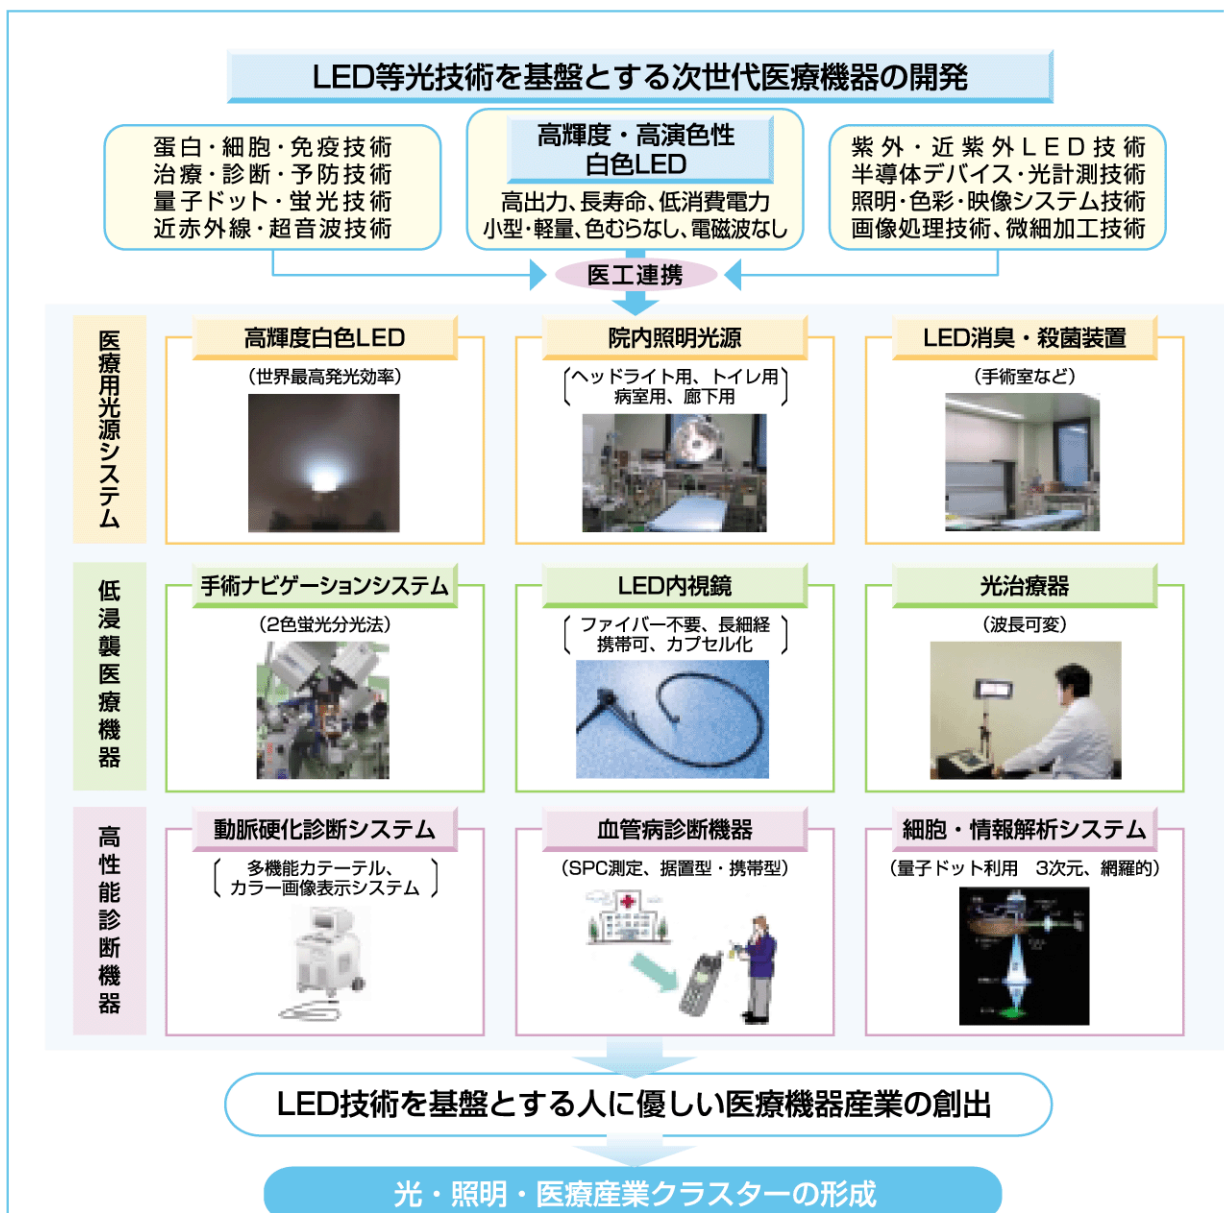 LED等光技術を基盤とする次世代医療機器の開発
蛋白・細胞・免疫技術
治療・診断・予防技術
量子ドット・蛍光技術
近赤外線・超音波技術
高輝度・高演色性
白色LED
高出力、長寿命、低消費電力
小型・軽量、色むらなし、電磁波なし
紫外・近紫外LED技術
半導体デバイス・光計測技術
照明・色彩・映像システム技術
画像処理技術、微細加工技術
医工連携
医療用光源システム
高輝度白色LED
(世界最高発光効率)
院内照明光源
ヘッドライト用、トイレ用
病室用、廊下用
LED消臭・殺菌装置
(手術室など)
低浸襲医療機器
手術ナビゲーションシステム
(2色蛍光分光法)
LED内視鏡
ファイバー不要、長細経
携帯可、カプセル化
光治療器
(波長可変)
高性能診断機器
動脈硬化診断システム
多機能カテーテル、
カラー画像表示システム
血管病診断機器
(SPC測定、据置型・携帯型)
細胞・情報解析システム
(量子ドット利用　3次元、網羅的)
LED技術を基盤とする人に優しい医療機器産業の創出
光・照明・医療産業クラスターの形成